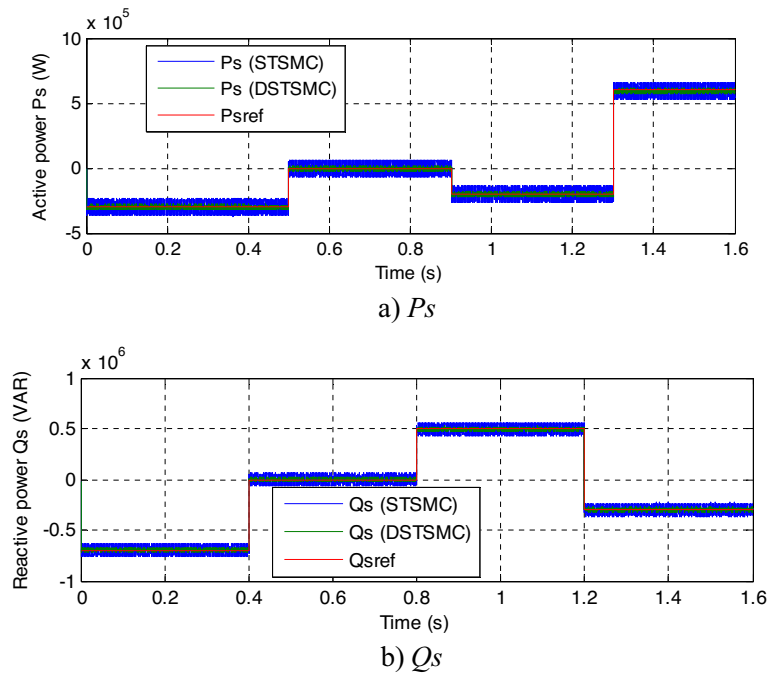 x 10^5
Active power Ps (W)
10
5
0
-5
Ps (STSMC)
Ps (DSTSMC)
Psref
0 0.2 0.4 0.6 0.8 1 1.2 1.4 1.6
Time (s)
a) Ps
x 10^6
Reactive power Qs (VAR)
1
0.5
0
-0.5
-1
Qs (STSMC)
Qs (DSTSMC)
Qsref
0 0.2 0.4 0.6 0.8 1 1.2 1.4 1.6
Time (s)
b) Qs